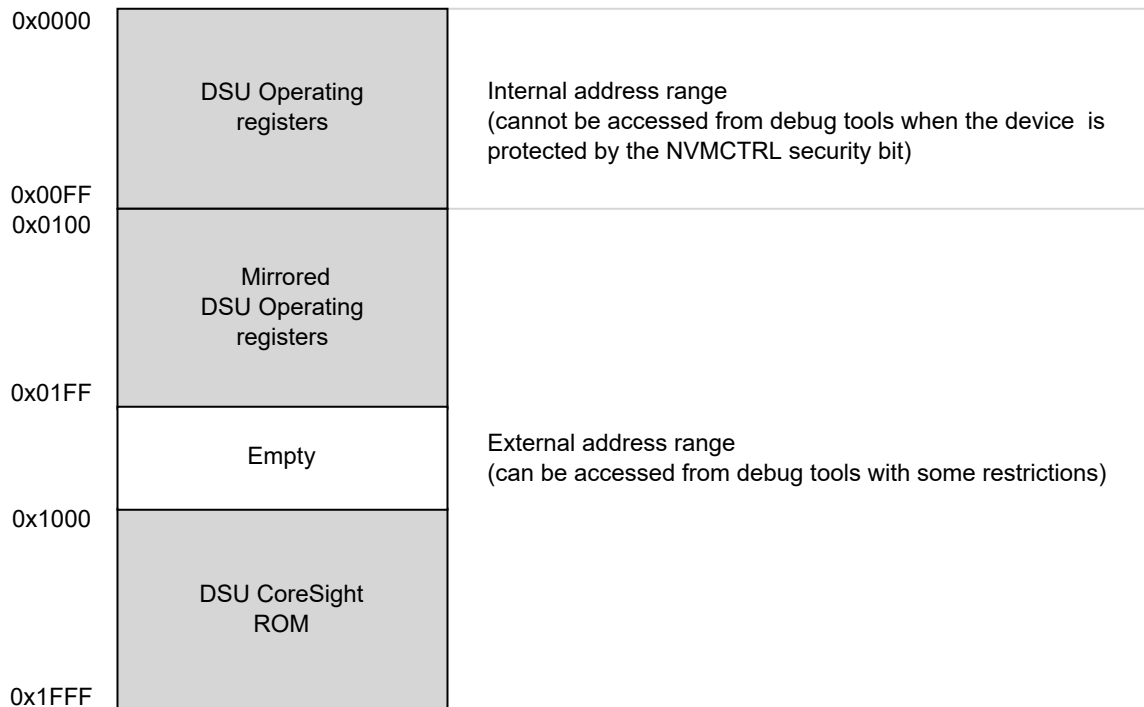 0x0000
DSU Operating
registers
Internal address range
(cannot be accessed from debug tools when the device is
protected by the NVMCTRL security bit)
0x00FF
0x0100
Mirrored
DSU Operating
registers
0x01FF
Empty
External address range
(can be accessed from debug tools with some restrictions)
0x1000
DSU CoreSight
ROM
0x1FFF